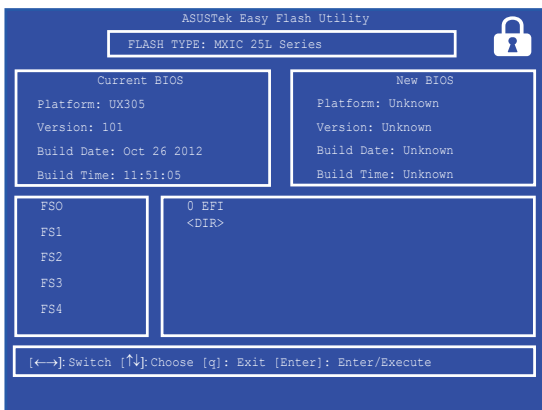 ASUSTek Easy Flash Utility
FLASH TYPE: MXIC 25L Series
Current BIOS
Platform: UX305
Version: 101
Build Date: Oct 26 2012
Build Time: 11:51:05
New BIOS
Platform: Unknown
Version: Unknown
Build Date: Unknown
Build Time: Unknown
FSO
FS1
FS2
FS3
FS4
0 EFI
<DIR>
[←→]: Switch [↑↓]: Choose [q]: Exit [Enter]: Enter/Execute